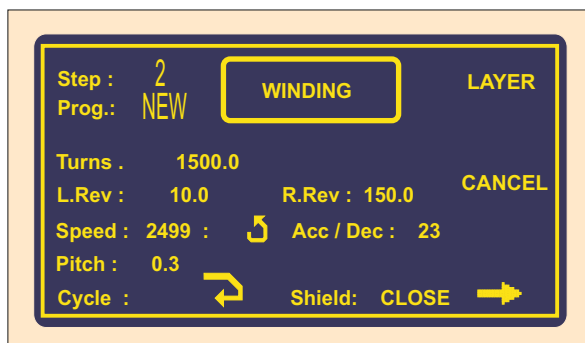 Step : 2 WINDING LAYER
Prog.: NEW
Turns . 1500.0
L.Rev : 10.0 R.Rev : 150.0 CANCEL
Speed : 2499 : Acc / Dec : 23
Pitch : 0.3
Cycle : Shield: CLOSE